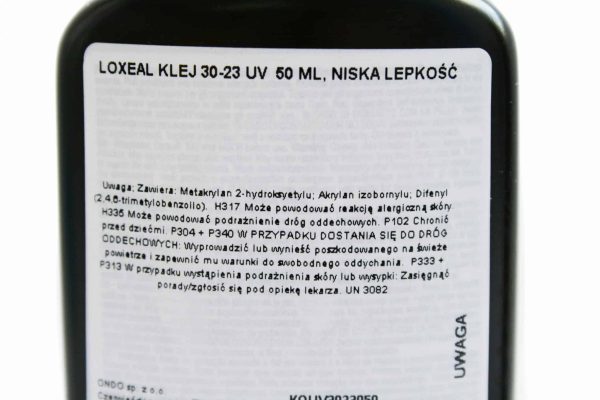 LOXEAL KLEJ 30-23 UV 50 ML, NISKA LEPKOŚĆ
Uwaga; Zawiera: Metakrylan 2-hydroksyetylu; Akrylan izobornylu; Difenyl
(2,4,6-trimetylobenzoilo). H317 Może powodować reakcję alergiczną skóry.
H335 Może powodować podrażnienie dróg oddechowych. P102 Chronić
przed dziećmi. P304 + P340 W PRZYPADKU DOSTANIA SIĘ DO DRÓG
ODDECHOWYCH: Wyprowadzić lub wynieść poszkodowanego na świeże
powietrze i zapewnić mu warunki do swobodnego oddychania. P333 +
P313 W przypadku wystąpienia podrażnienia skóry lub wysypki: Zasięgnąć
porady/zgłosić się pod opiekę lekarza. UN 3082
UWAGA
ONDO sp. z o.o.